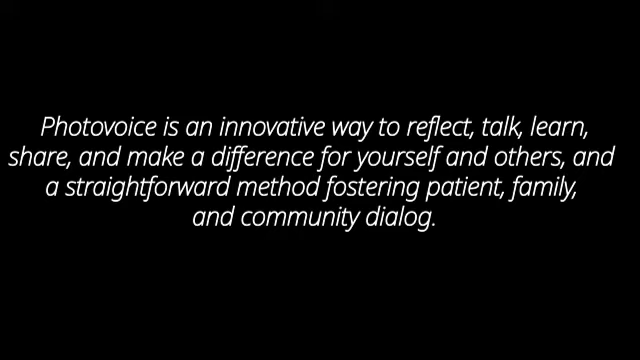 Photovoice is an innovative way to reflect, talk, learn,
share, and make a difference for yourself and others, and
a straightforward method fostering patient, family,
and community dialog.